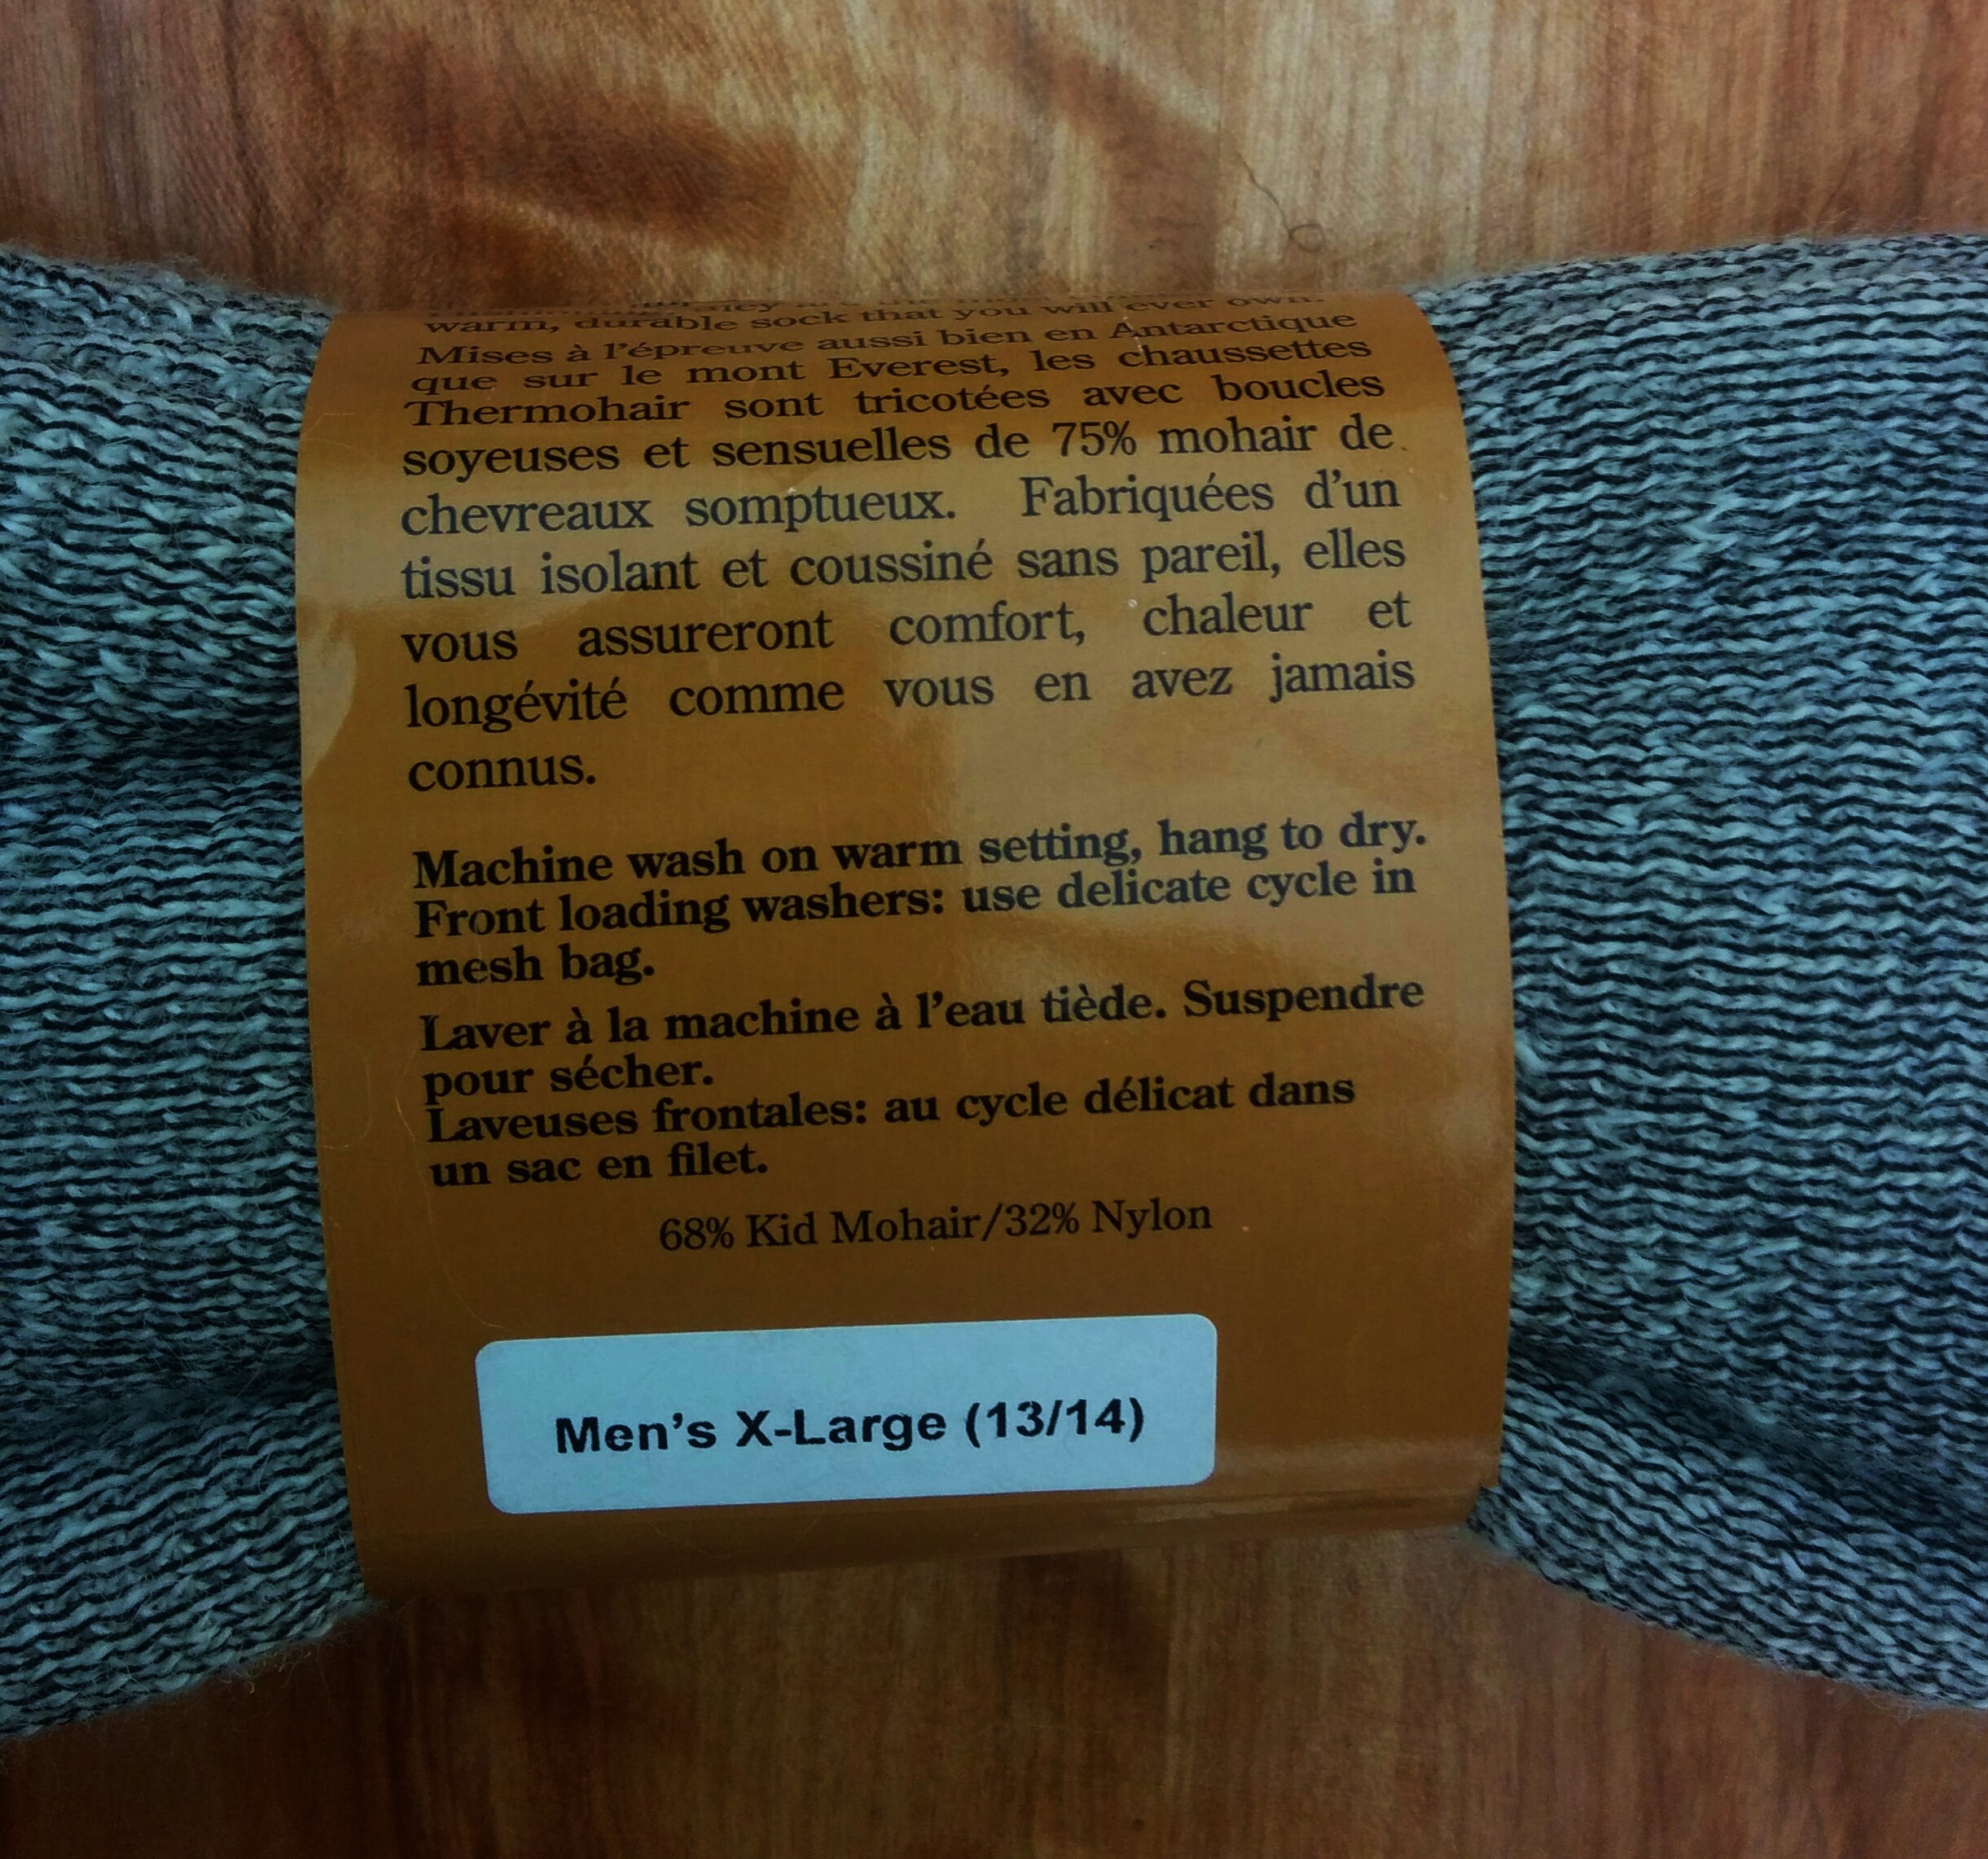 warm, durable sock that you will ever own.
Mises à l'épreuve aussi bien en Antarctique
que sur le mont Everest, les chaussettes
Thermohair sont tricotées avec boucles
soyeuses et sensuelles de 75% mohair de
chevreaux somptueux. Fabriquées d'un
tissu isolant et coussiné sans pareil, elles
vous assureront comfort, chaleur et
longévité comme vous en avez jamais
connus.
Machine wash on warm setting, hang to dry.
Front loading washers: use delicate cycle in
mesh bag.
Laver à la machine à l'eau tiède. Suspendre
pour sécher.
Laveuses frontales: au cycle délicat dans
un sac en filet.
68% Kid Mohair/32% Nylon
Men's X-Large (13/14)